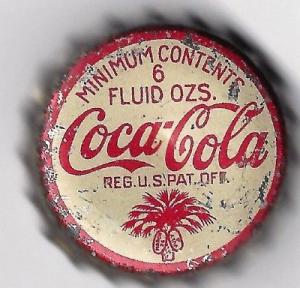 MINIMUM CONTENTS
6
FLUID OZS.
Coca-Cola
REG. U.S. PAT. OFF.